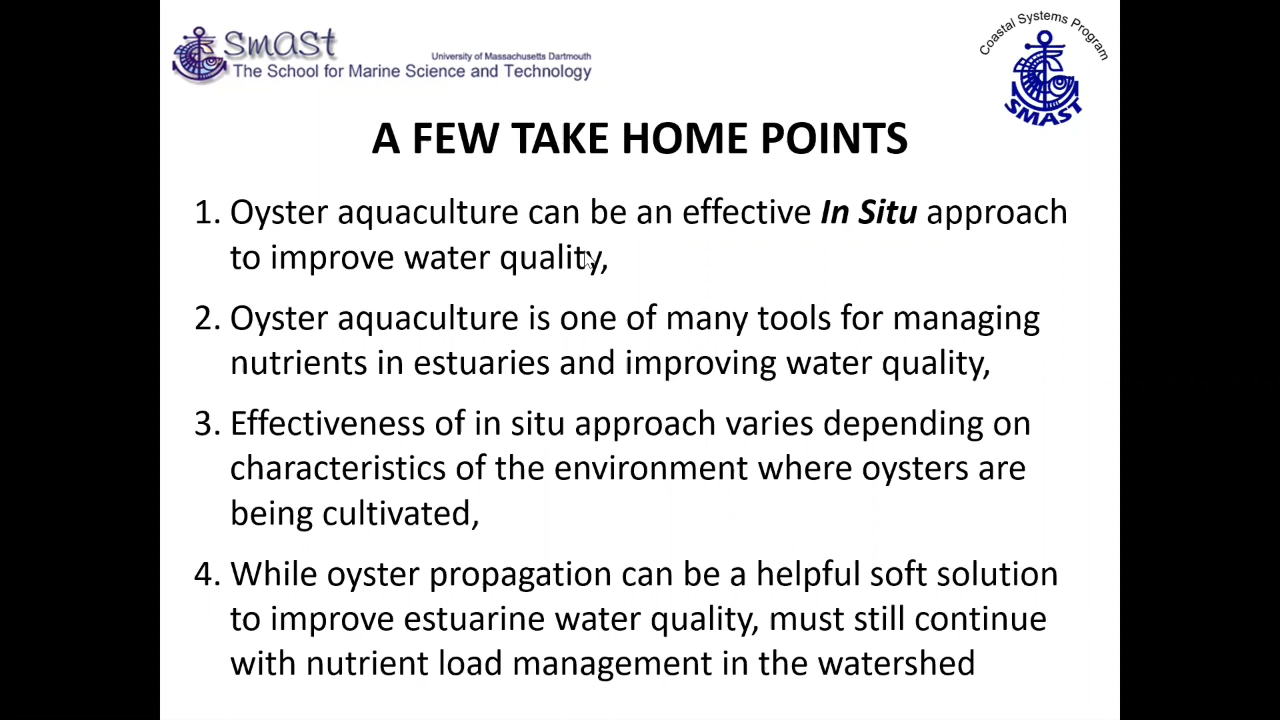 SmaSt
University of Massachusetts Dartmouth
The School for Marine Science and Technology
Coastal Systems Program
SMAST
A FEW TAKE HOME POINTS
1. Oyster aquaculture can be an effective In Situ approach
to improve water quality,
2. Oyster aquaculture is one of many tools for managing
nutrients in estuaries and improving water quality,
3. Effectiveness of in situ approach varies depending on
characteristics of the environment where oysters are
being cultivated,
4. While oyster propagation can be a helpful soft solution
to improve estuarine water quality, must still continue
with nutrient load management in the watershed